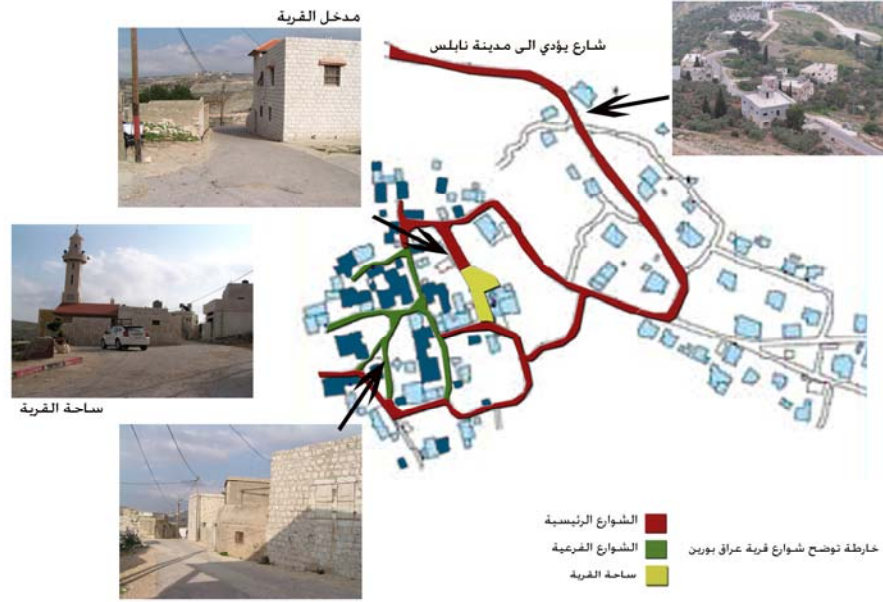 مدخل القرية
شارع يؤدي الى مدينة نابلس
ساحة القرية
الشوارع الرئيسية
الشوارع الفرعية
خارطة توضح شوارع قرية عراق بورين
ساحة القرية